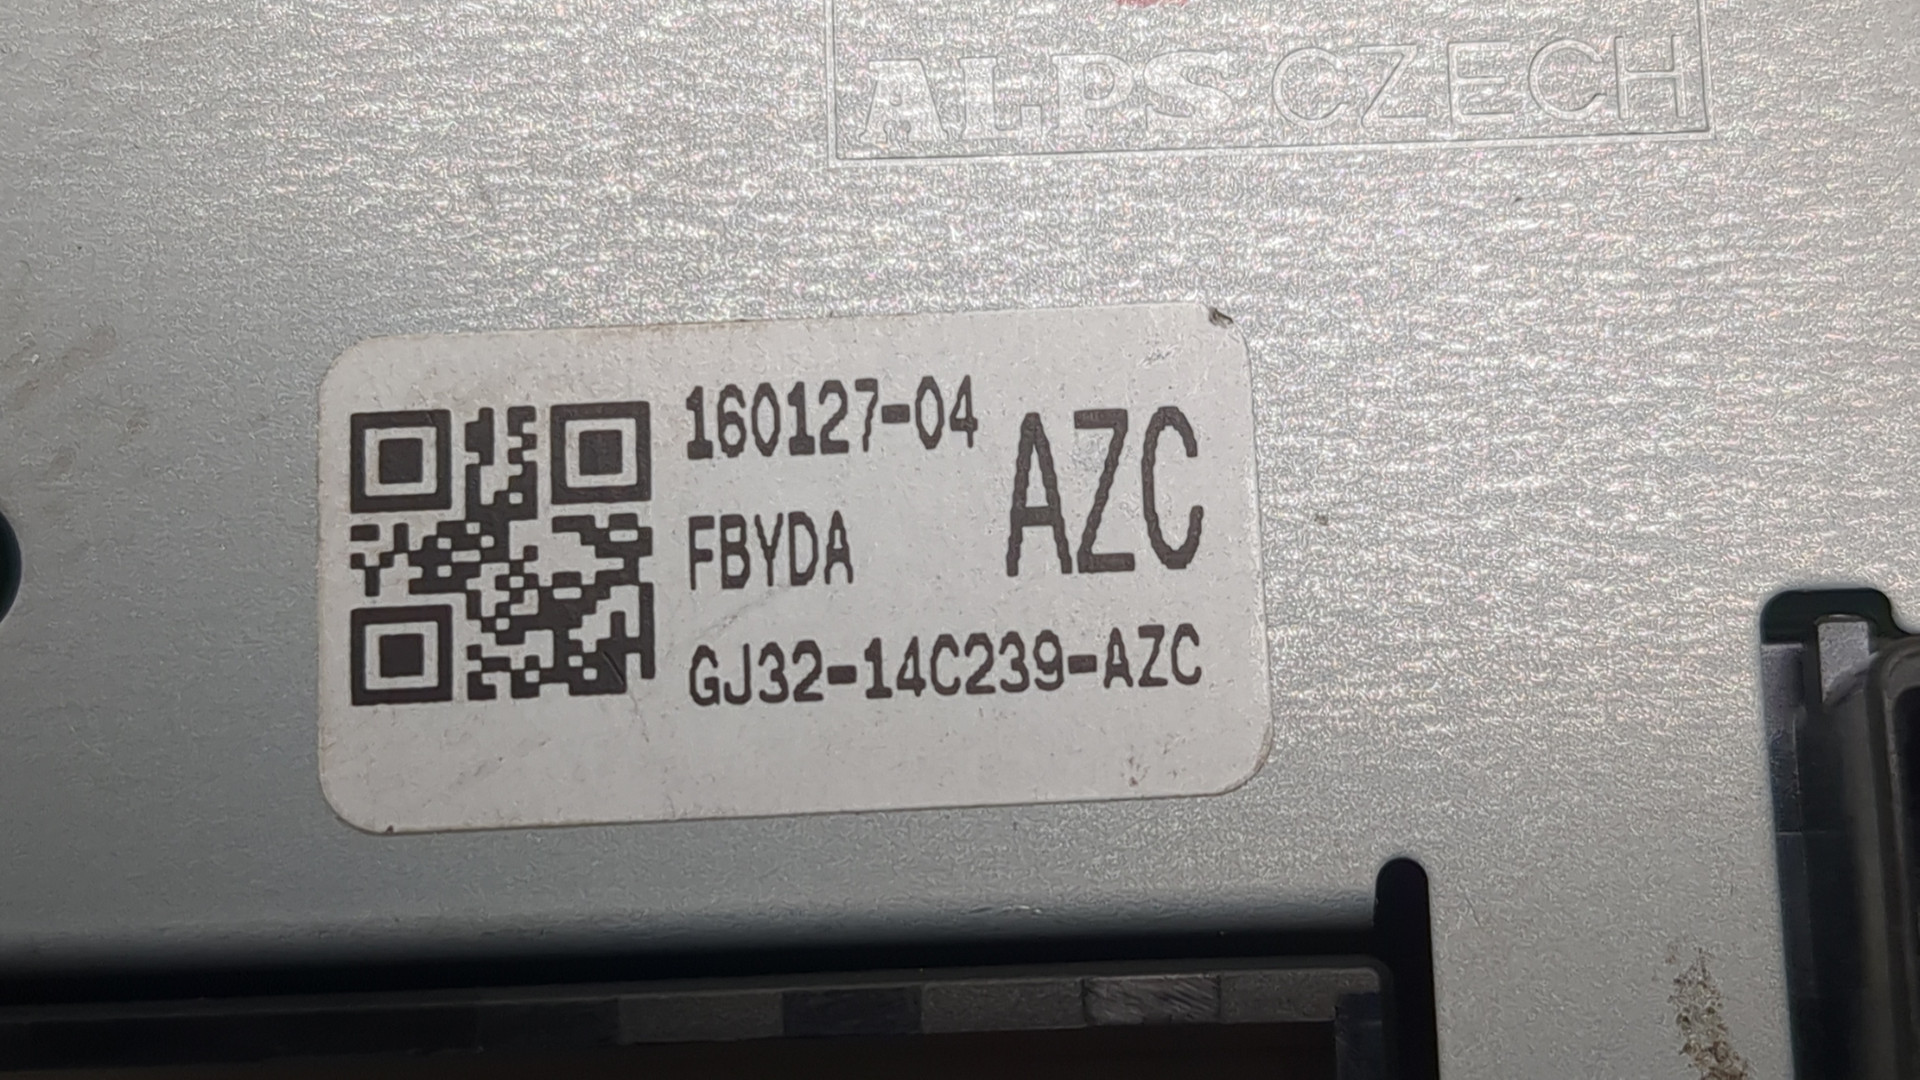 ALPS CZECH
160127-04
AZC
FBYDA
GJ32-14C239-AZC